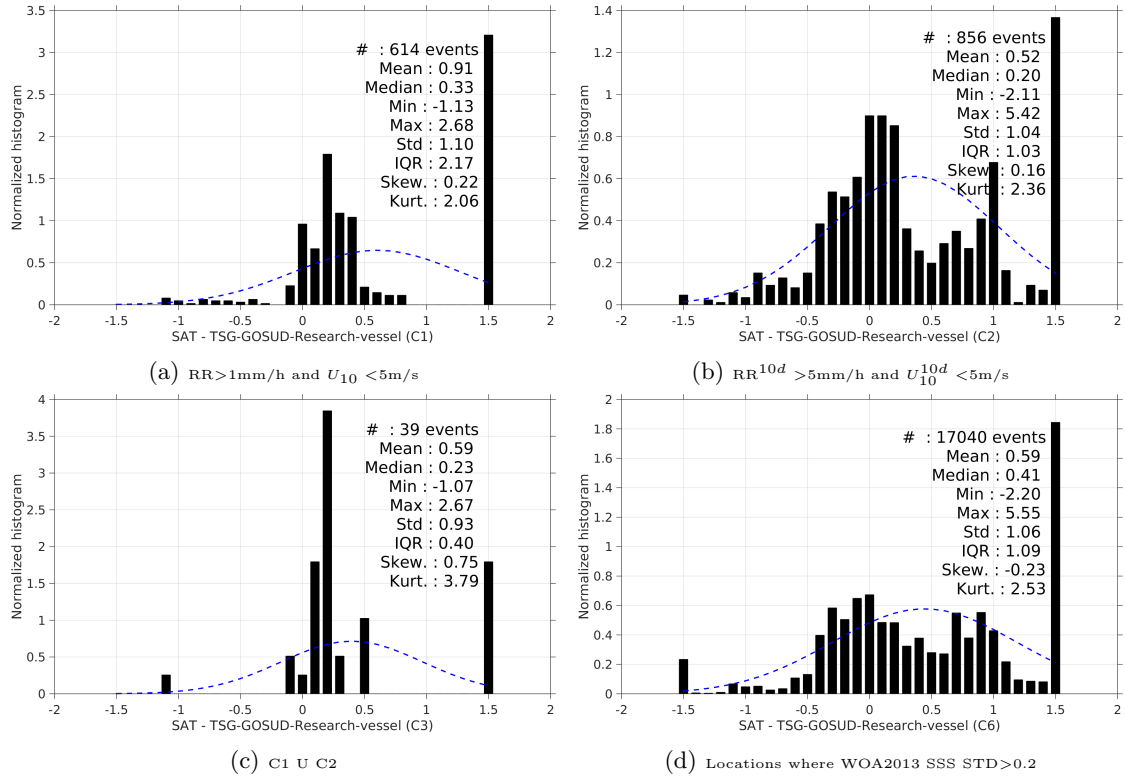 3.5
3
2.5
2
1.5
1
0.5
0
-2
-1.5
-1
-0.5
0
0.5
1
1.5
2
Normalized histogram
# : 614 events
Mean : 0.91
Median : 0.33
Min : -1.13
Max : 2.68
Std : 1.10
IQR : 2.17
Skew. : 0.22
Kurt. : 2.06
SAT - TSG-GOSUD-Research-vessel (C1)
(a) RR>1mm/h and U10 <5m/s
1.4
1.2
1
0.8
0.6
0.4
0.2
0
-2
-1.5
-1
-0.5
0
0.5
1
1.5
2
Normalized histogram
# : 856 events
Mean : 0.52
Median : 0.20
Min : -2.11
Max : 5.42
Std : 1.04
IQR : 1.03
Skew. : 0.16
Kurt. : 2.36
SAT - TSG-GOSUD-Research-vessel (C2)
(b) RR^10d >5mm/h and U10^10d <5m/s
4
3.5
3
2.5
2
1.5
1
0.5
0
-2
-1.5
-1
-0.5
0
0.5
1
1.5
2
Normalized histogram
# : 39 events
Mean : 0.59
Median : 0.23
Min : -1.07
Max : 2.67
Std : 0.93
IQR : 0.40
Skew. : 0.75
Kurt. : 3.79
SAT - TSG-GOSUD-Research-vessel (C3)
(c) C1 U C2
2
1.8
1.6
1.4
1.2
1
0.8
0.6
0.4
0.2
0
-2
-1.5
-1
-0.5
0
0.5
1
1.5
2
Normalized histogram
# : 17040 events
Mean : 0.59
Median : 0.41
Min : -2.20
Max : 5.55
Std : 1.06
IQR : 1.09
Skew. : -0.23
Kurt. : 2.53
SAT - TSG-GOSUD-Research-vessel (C6)
(d) Locations where WOA2013 SSS STD>0.2